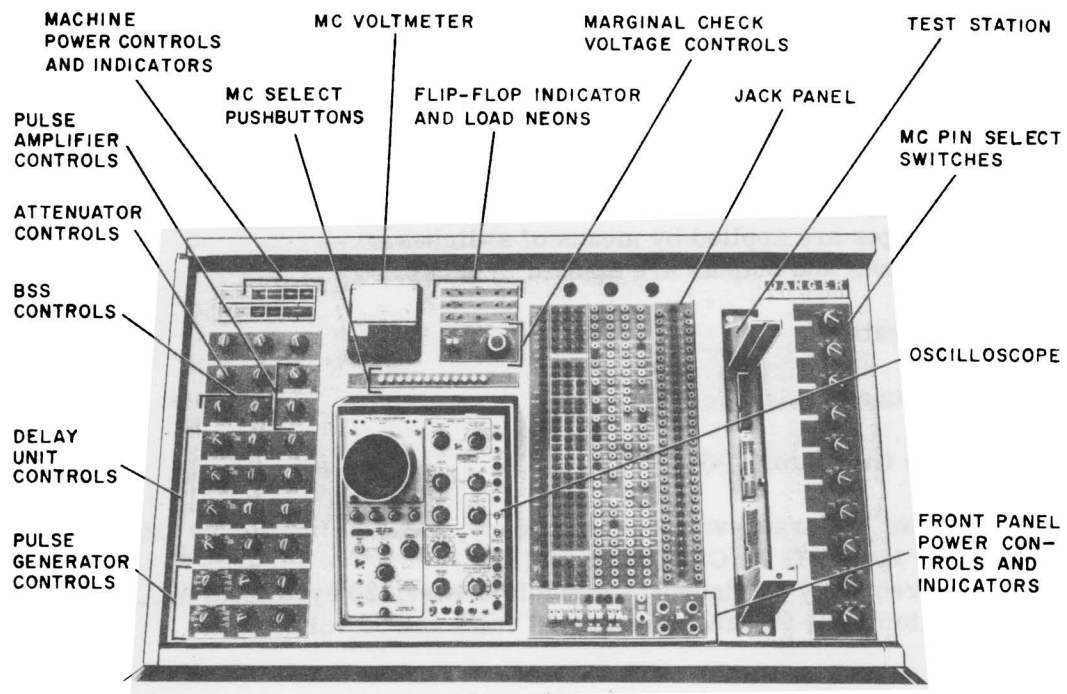 MACHINE
POWER CONTROLS
AND INDICATORS
MC VOLTMETER
MARGINAL CHECK
VOLTAGE CONTROLS
TEST STATION
MC SELECT
PUSHBUTTONS
FLIP-FLOP INDICATOR
AND LOAD NEONS
JACK PANEL
PULSE
AMPLIFIER
CONTROLS
MC PIN SELECT
SWITCHES
ATTENUATOR
CONTROLS
BSS
CONTROLS
DANGER
OSCILLOSCOPE
DELAY
UNIT
CONTROLS
PULSE
GENERATOR
CONTROLS
FRONT PANEL
POWER CON-
TROLS AND
INDICATORS